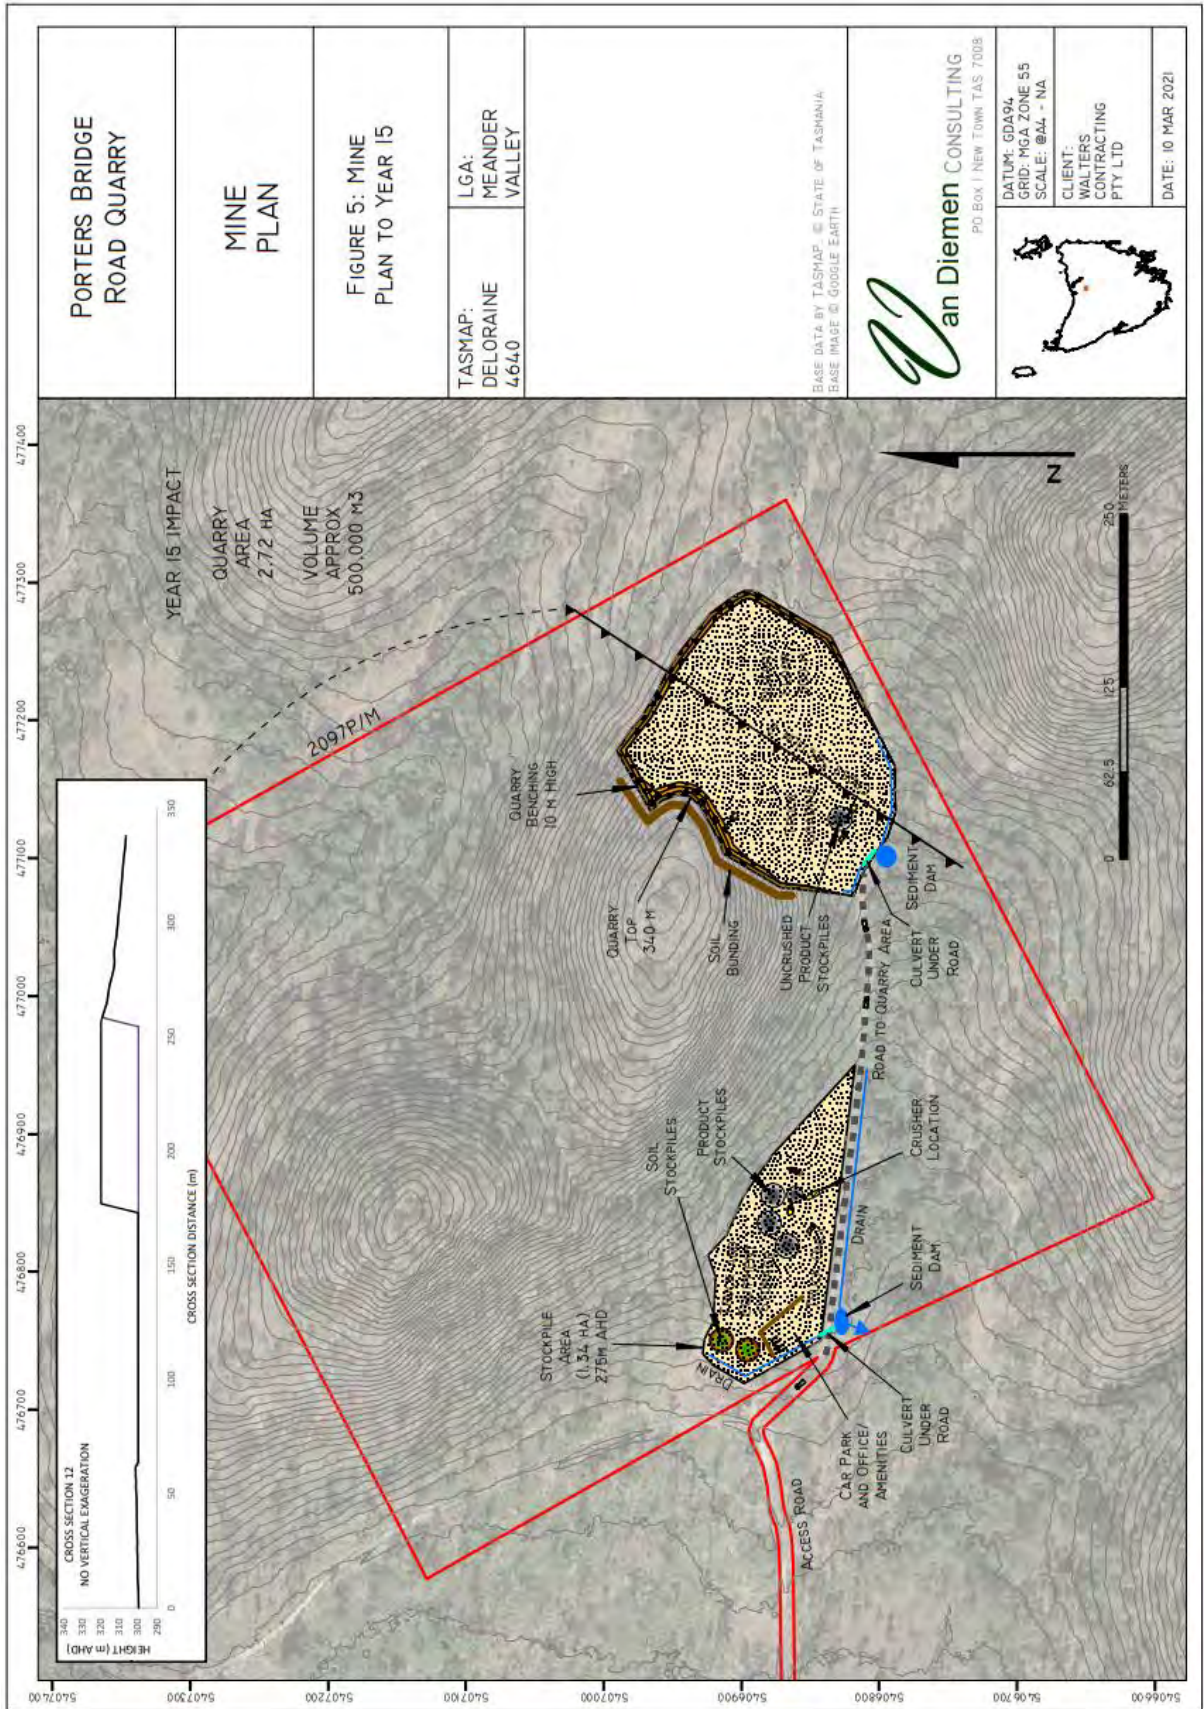 PORTERS BRIDGE
ROAD QUARRY
MINE
PLAN
FIGURE 5: MINE
PLAN TO YEAR 15
TASMAP:
DELORAINE
4640
LGA:
MEANDER
VALLEY
BASE DATA BY TASMAP, © STATE OF TASMANIA
BASE IMAGE © GOOGLE EARTH
an Diemen CONSULTING
PO BOX 1 NEW TOWN TAS 7008
DATUM: GDA94
GRID: MGA ZONE 55
SCALE: @A4 - NA
CLIENT:
WALTERS
CONTRACTING
PTY LTD
DATE: 10 MAR 2021
476600
476700
476800
476900
477000
477100
477200
477300
477400
5407400
5407300
5407200
5407100
5407000
5406900
5406800
5406700
5406600
CROSS SECTION 12
NO VERTICAL EXAGERATION
HEIGHT (m AHD)
340
330
320
310
300
290
0
50
100
150
200
250
300
350
CROSS SECTION DISTANCE (m)
YEAR 15 IMPACT
QUARRY
AREA
2.72 HA
VOLUME
APPROX
500,000 M3
2097P/M
QUARRY
BENCHING
10 M HIGH
QUARRY
TOP
340 M
SOIL
BUNDING
UNCRUSHED
PRODUCT
STOCKPILES
SOIL
STOCKPILES
PRODUCT
STOCKPILES
STOCKPILE
AREA
(1.34 HA)
275M AHD
DRAIN
ROAD TO QUARRY AREA
CULVERT
UNDER
ROAD
SEDIMENT
DAM
CRUSHER
LOCATION
DRAIN
SEDIMENT
DAM
CULVERT
UNDER
ROAD
CAR PARK
AND OFFICE/
AMENITIES
ACCESS ROAD
N
0
62.5
125
250
METERS